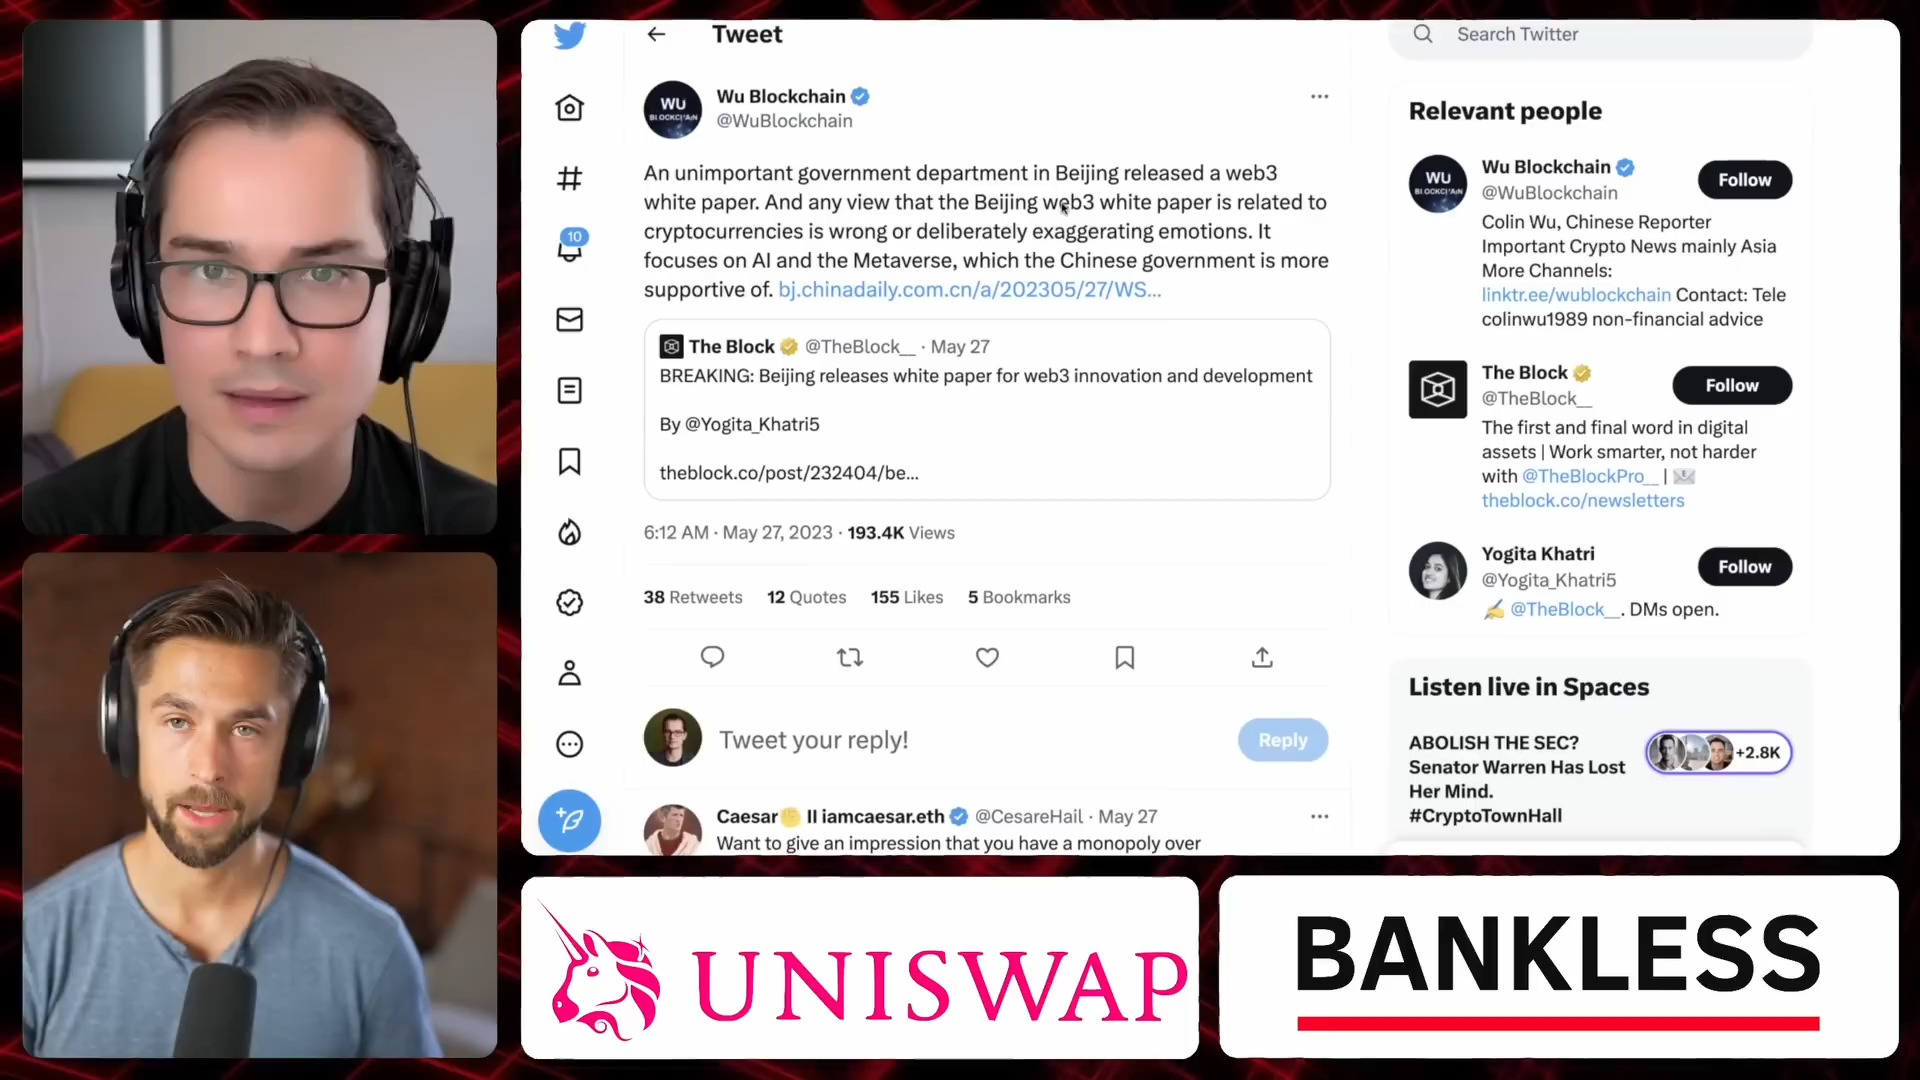 Tweet
Wu Blockchain
@WuBlockchain
An unimportant government department in Beijing released a web3
white paper. And any view that the Beijing web3 white paper is related to
cryptocurrencies is wrong or deliberately exaggerating emotions. It
focuses on AI and the Metaverse, which the Chinese government is more
supportive of. bj.chinadaily.com.cn/a/202305/27/WS...
The Block @TheBlock__ · May 27
BREAKING: Beijing releases white paper for web3 innovation and development
By @Yogita_Khatri5
theblock.co/post/232404/be...
6:12 AM · May 27, 2023 · 193.4K Views
38 Retweets 12 Quotes 155 Likes 5 Bookmarks
Tweet your reply!
Reply
Caesar✊ II iamcaesar.eth @CesareHail · May 27
Want to give an impression that you have a monopoly over
10
WU
BLOCKCHAIN
Search Twitter
Relevant people
WU
BLOCKCHAIN
Wu Blockchain
@WuBlockchain
Follow
Colin Wu, Chinese Reporter
Important Crypto News mainly Asia
More Channels:
linktr.ee/wublockchain Contact: Tele
colinwu1989 non-financial advice
The Block
@TheBlock__
Follow
The first and final word in digital
assets | Work smarter, not harder
with @TheBlockPro__ | 📧
theblock.co/newsletters
Yogita Khatri
@Yogita_Khatri5
Follow
✍️ @TheBlock__. DMs open.
Listen live in Spaces
ABOLISH THE SEC?
Senator Warren Has Lost
Her Mind.
#CryptoTownHall
+2.8K
UNISWAP
BANKLESS